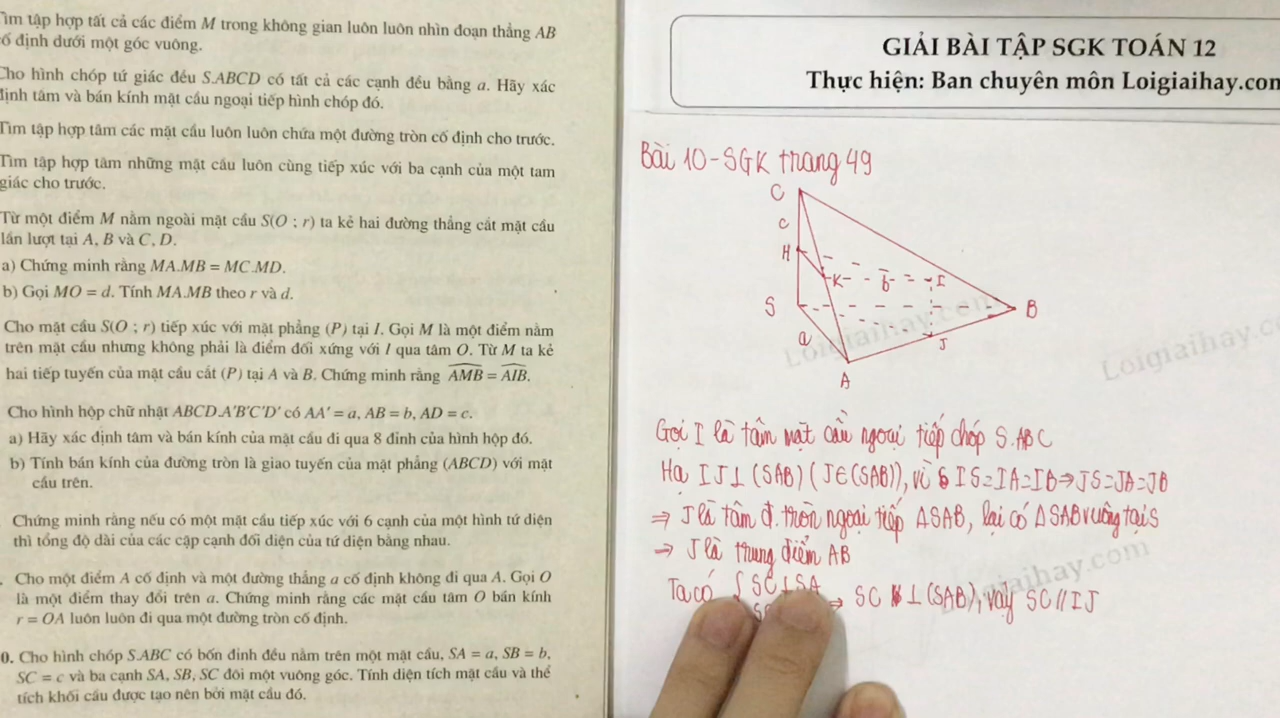 Tìm tập hợp tất cả các điểm M trong không gian luôn luôn nhìn đoạn thẳng AB
cố định dưới một góc vuông.
Cho hình chóp tứ giác đều S.ABCD có tất cả các cạnh đều bằng a. Hãy xác
định tâm và bán kính mặt cầu ngoại tiếp hình chóp đó.
Tìm tập hợp tâm các mặt cầu luôn luôn chứa một đường tròn cố định cho trước.
Tìm tập hợp tâm những mặt cầu luôn cùng tiếp xúc với ba cạnh của một tam
giác cho trước.
Từ một điểm M nằm ngoài mặt cầu S(O ; r) ta kẻ hai đường thẳng cắt mặt cầu
lần lượt tại A, B và C, D.
a) Chứng minh rằng MA.MB = MC.MD.
b) Gọi MO = d. Tính MA.MB theo r và d.
Cho mặt cầu S(O ; r) tiếp xúc với mặt phẳng (P) tại I. Gọi M là một điểm nằm
trên mặt cầu nhưng không phải là điểm đối xứng với I qua tâm O. Từ M ta kẻ
hai tiếp tuyến của mặt cầu cắt (P) tại A và B. Chứng minh rằng AMB = AIB.
Cho hình hộp chữ nhật ABCD.A'B'C'D' có AA' = a, AB = b, AD = c.
a) Hãy xác định tâm và bán kính của mặt cầu đi qua 8 đỉnh của hình hộp đó.
b) Tính bán kính của đường tròn là giao tuyến của mặt phẳng (ABCD) với mặt
cầu trên.
Chứng minh rằng nếu có một mặt cầu tiếp xúc với 6 cạnh của một hình tứ diện
thì tổng độ dài của các cặp cạnh đối diện của tứ diện bằng nhau.
Cho một điểm A cố định và một đường thẳng a cố định không đi qua A. Gọi O
là một điểm thay đổi trên a. Chứng minh rằng các mặt cầu tâm O bán kính
r = OA luôn luôn đi qua một đường tròn cố định.
0. Cho hình chóp S.ABC có bốn đỉnh đều nằm trên một mặt cầu, SA = a, SB = b,
SC = c và ba cạnh SA, SB, SC đôi một vuông góc. Tính diện tích mặt cầu và thể
tích khối cầu được tạo nên bởi mặt cầu đó.
GIẢI BÀI TẬP SGK TOÁN 12
Thực hiện: Ban chuyên môn Loigiaihay.com
Bài 10-SGK trang 49
C
c
H
K
b
I
S
B
a
J
A
Loigiaihay.com
Loigiaihay.com
Gọi I là tâm mặt cầu ngoại tiếp chóp S.ABC
Hạ IJ⊥(SAB)(J∈(SAB)), vì IS=IA=IB⇒JS=JA=JB
⇒ J là tâm đ.tròn ngoại tiếp ΔSAB, lại có ΔSAB vuông tại S
⇒ J là trung điểm AB
Loigiaihay.com
Ta có { SC⊥SA ⇒ SC ⊥(SAB), vậy SC//IJ